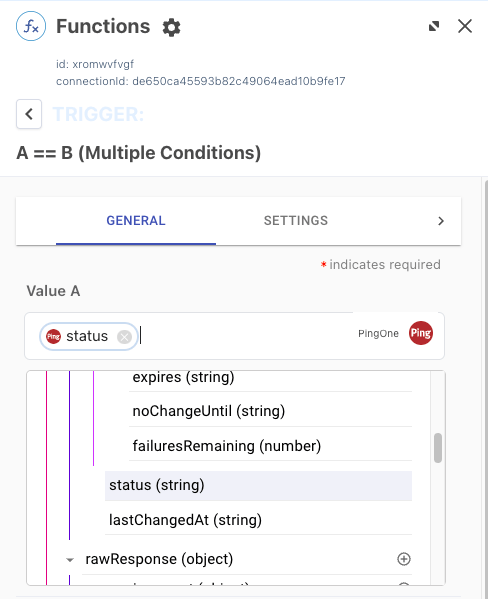 fx Functions
id: xromwvfvgf
connectionId: de650ca45593b82c49064ead10b9fe17
TRIGGER:
A == B (Multiple Conditions)
GENERAL SETTINGS
* indicates required
Value A
Ping status PingOne Ping
expires (string)
noChangeUntil (string)
failuresRemaining (number)
status (string)
lastChangedAt (string)
rawResponse (object)